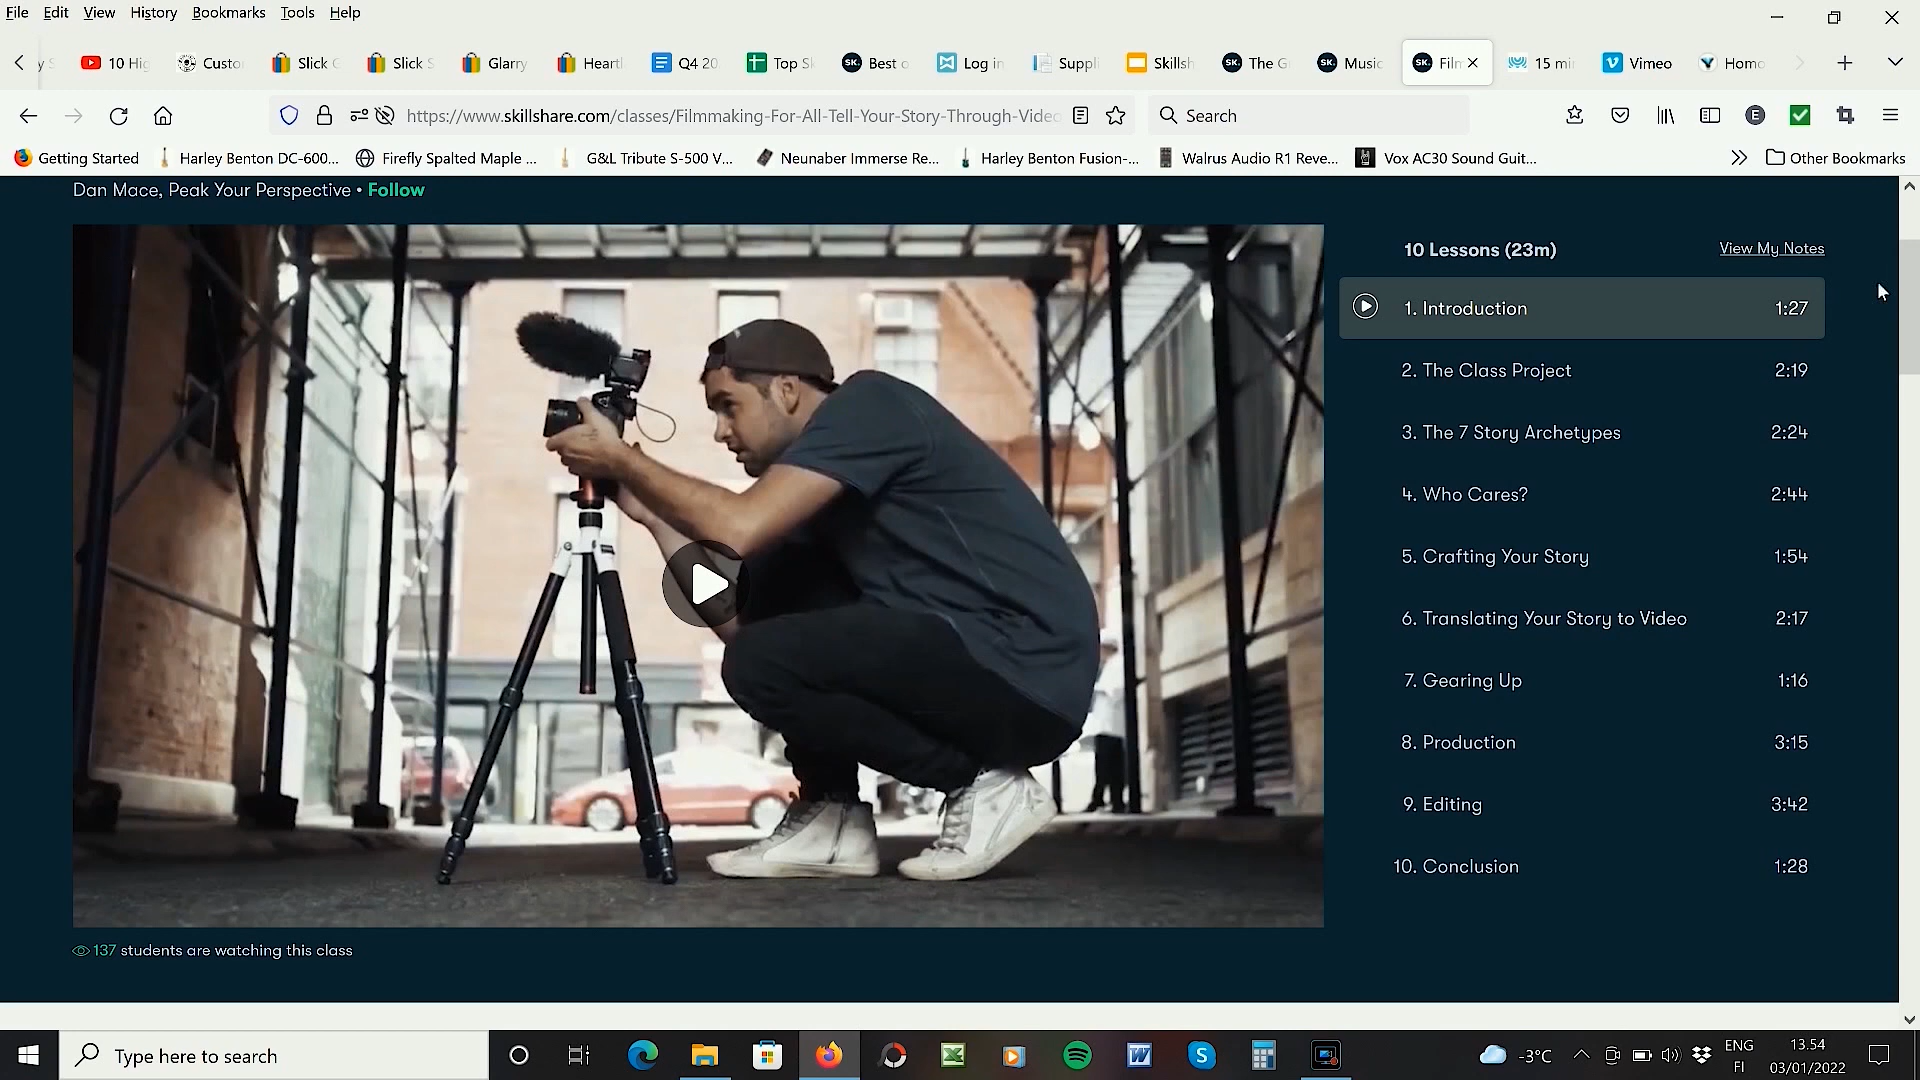 File Edit View History Bookmarks Tools Help
10 Hig Custo Slick Slick S Glarry Heartl Q4 20 Top Sk Best o Log in Suppl Skillsh The G Music Film 15 mi Vimeo Homo
https://www.skillshare.com/classes/Filmmaking-For-All-Tell-Your-Story-Through-Video Search
Getting Started Harley Benton DC-600... Firefly Spalted Maple ... G&L Tribute S-500 V... Neunaber Immerse Re... Harley Benton Fusion-... Walrus Audio R1 Reve... Vox AC30 Sound Guit... Other Bookmarks
Dan Mace, Peak Your Perspective • Follow
10 Lessons (23m) View My Notes
1. Introduction 1:27
2. The Class Project 2:19
3. The 7 Story Archetypes 2:24
4. Who Cares? 2:44
5. Crafting Your Story 1:54
6. Translating Your Story to Video 2:17
7. Gearing Up 1:16
8. Production 3:15
9. Editing 3:42
10. Conclusion 1:28
137 students are watching this class
Type here to search -3°C ENG 13.54
FI 03/01/2022